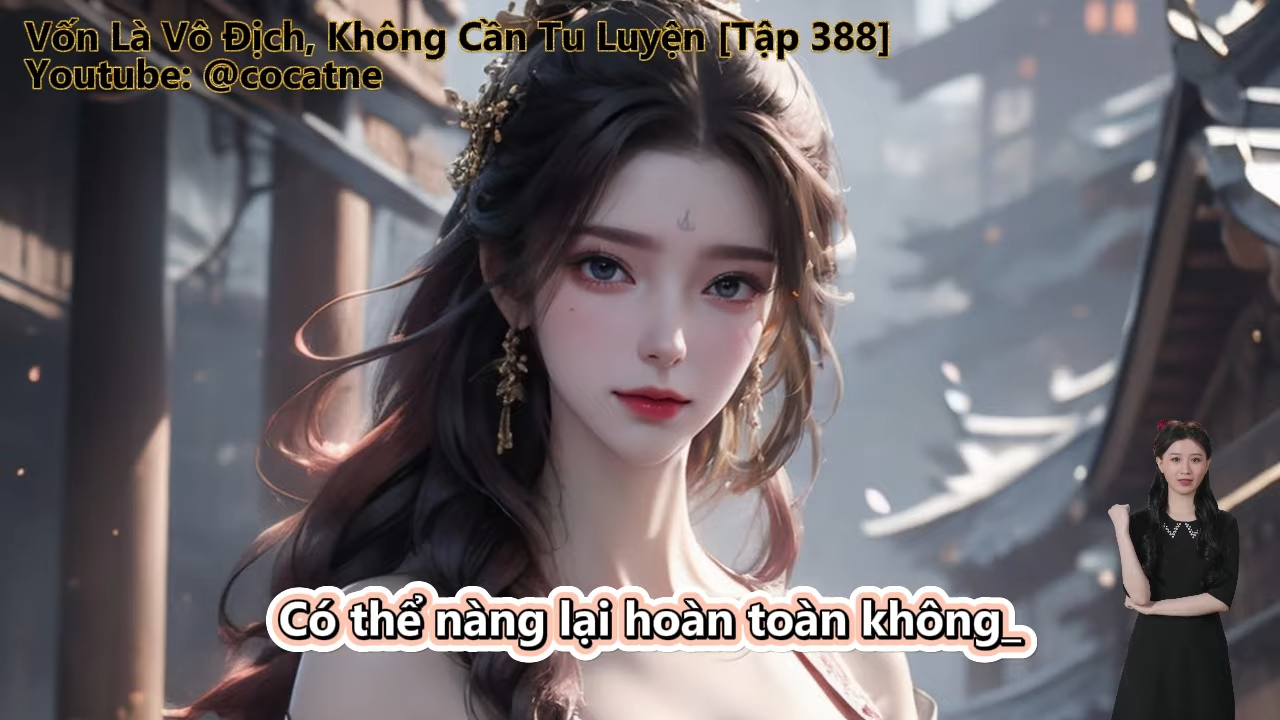 Vốn Là Vô Địch, Không Cần Tu Luyện [Tập 388]
Youtube: @cocatne
Có thể nàng lại hoàn toàn không_